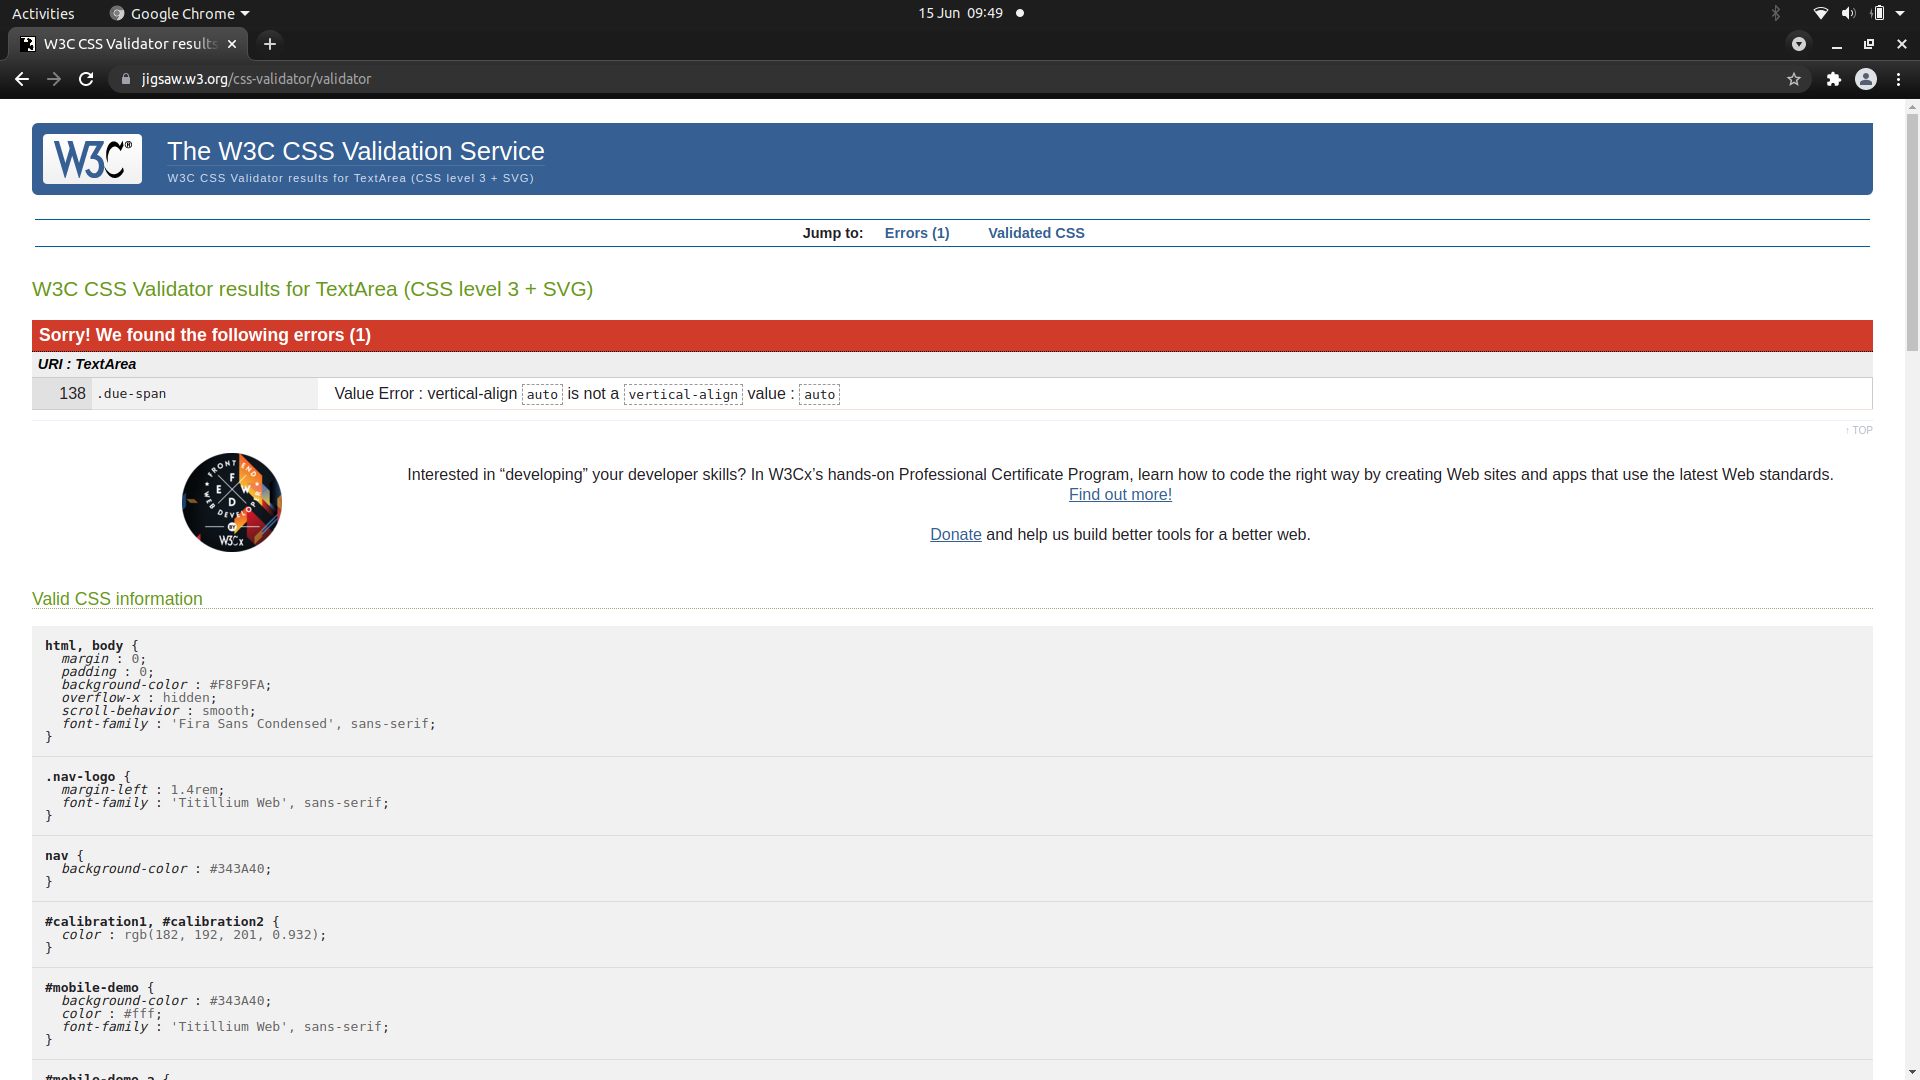 Activities
Google Chrome
15 Jun 09:49
W3C CSS Validator results
jigsaw.w3.org/css-validator/validator
W3C®
The W3C CSS Validation Service
W3C CSS Validator results for TextArea (CSS level 3 + SVG)
Jump to: Errors (1) Validated CSS
W3C CSS Validator results for TextArea (CSS level 3 + SVG)
Sorry! We found the following errors (1)
URI : TextArea
138 .due-span Value Error : vertical-align auto is not a vertical-align value : auto
↑ TOP
FRONT END
F
E W
D
WEB DEVELOPER
BY
W3Cx
Interested in “developing” your developer skills? In W3Cx’s hands-on Professional Certificate Program, learn how to code the right way by creating Web sites and apps that use the latest Web standards.
Find out more!
Donate and help us build better tools for a better web.
Valid CSS information
html, body {
margin : 0;
padding : 0;
background-color : #F8F9FA;
overflow-x : hidden;
scroll-behavior : smooth;
font-family : 'Fira Sans Condensed', sans-serif;
}
.nav-logo {
margin-left : 1.4rem;
font-family : 'Titillium Web', sans-serif;
}
nav {
background-color : #343A40;
}
#calibration1, #calibration2 {
color : rgb(182, 192, 201, 0.932);
}
#mobile-demo {
background-color : #343A40;
color : #fff;
font-family : 'Titillium Web', sans-serif;
}
#mobile-demo a {